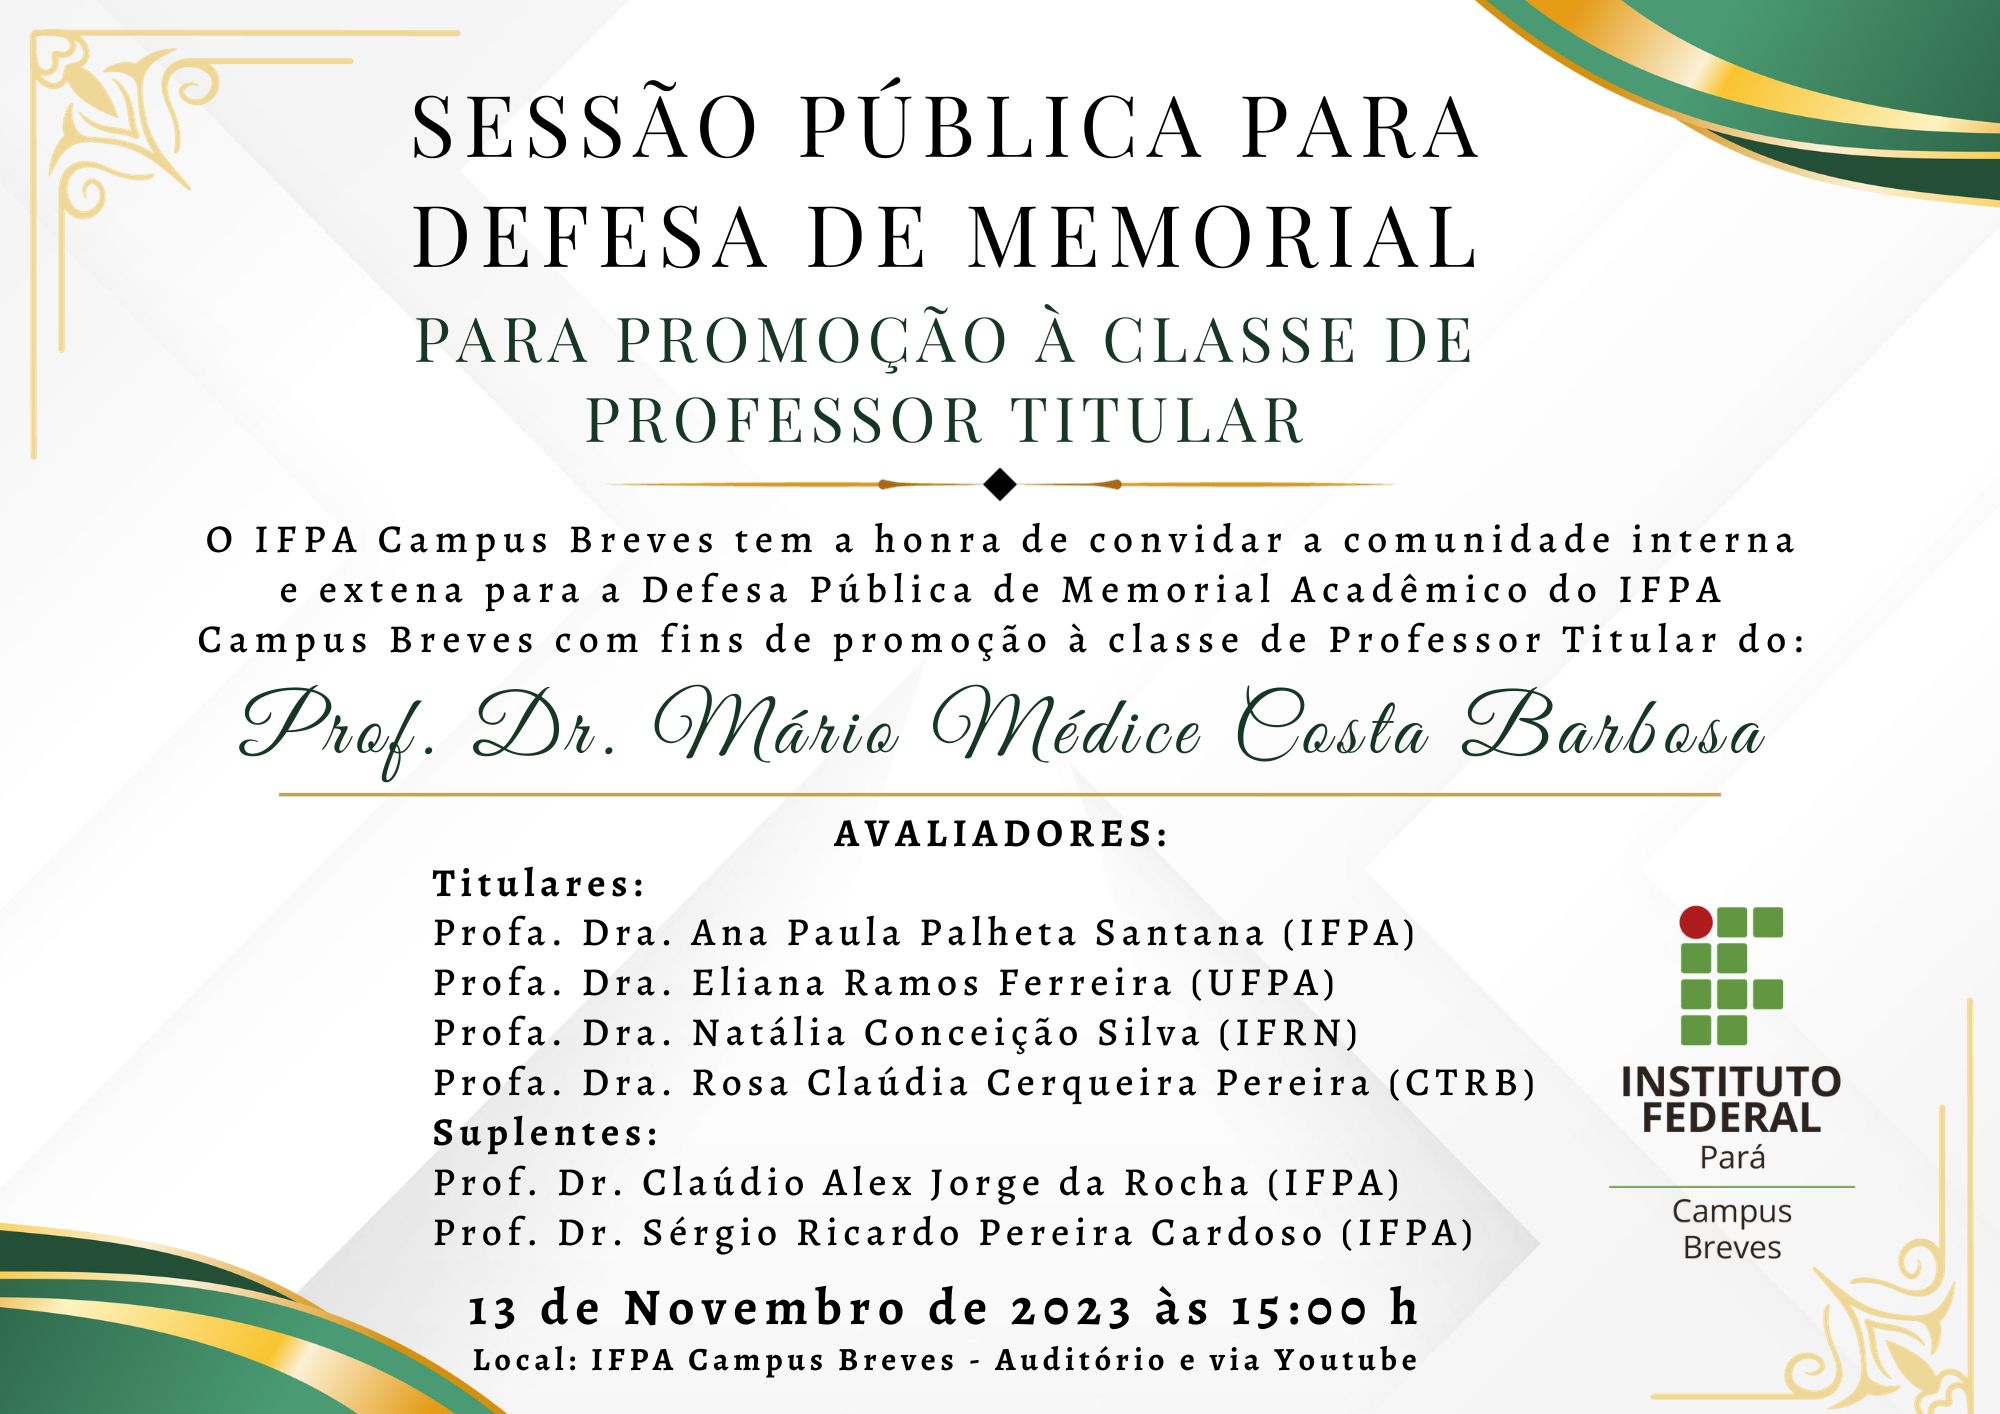 SESSÃO PÚBLICA PARA
DEFESA DE MEMORIAL
PARA PROMOÇÃO À CLASSE DE
PROFESSOR TITULAR
O IFPA Campus Breves tem a honra de convidar a comunidade interna
e extena para a Defesa Pública de Memorial Acadêmico do IFPA
Campus Breves com fins de promoção à classe de Professor Titular do:
Prof. Dr. Mário Médice Costa Barbosa
AVALIADORES:
Titulares:
Profa. Dra. Ana Paula Palheta Santana (IFPA)
Profa. Dra. Eliana Ramos Ferreira (UFPA)
Profa. Dra. Natália Conceição Silva (IFRN)
Profa. Dra. Rosa Claúdia Cerqueira Pereira (CTRB)
Suplentes:
Prof. Dr. Claúdio Alex Jorge da Rocha (IFPA)
Prof. Dr. Sérgio Ricardo Pereira Cardoso (IFPA)
13 de Novembro de 2023 às 15:00 h
Local: IFPA Campus Breves - Auditório e via Youtube
INSTITUTO
FEDERAL
Pará
Campus
Breves